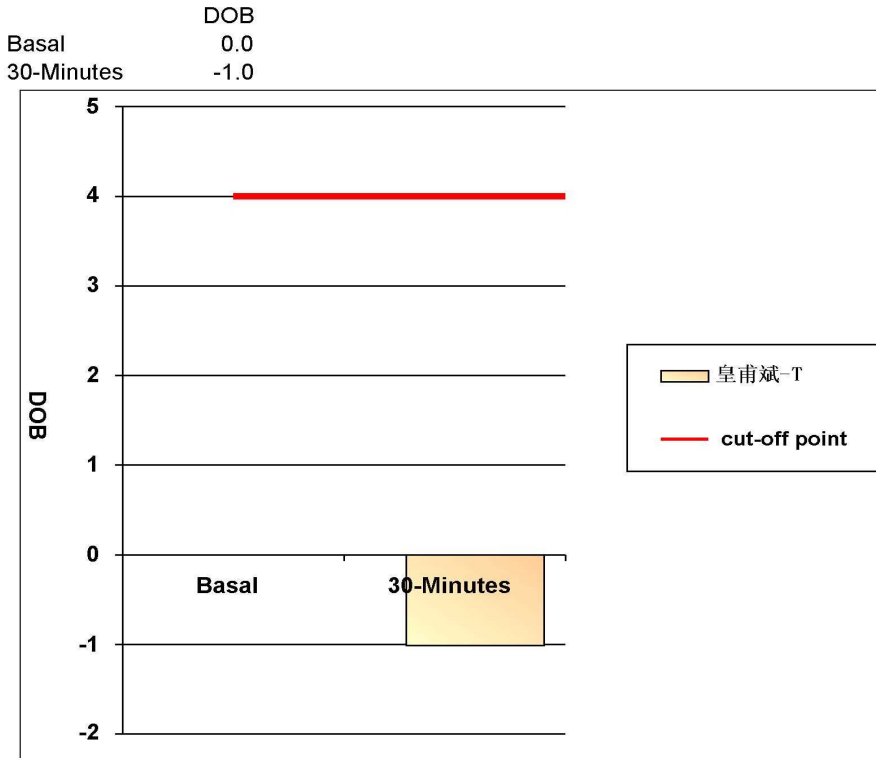 DOB
Basal 0.0
30-Minutes -1.0
5
4
3
2
1
0
-1
-2
DOB
Basal 30-Minutes
皇甫斌-T
cut-off point